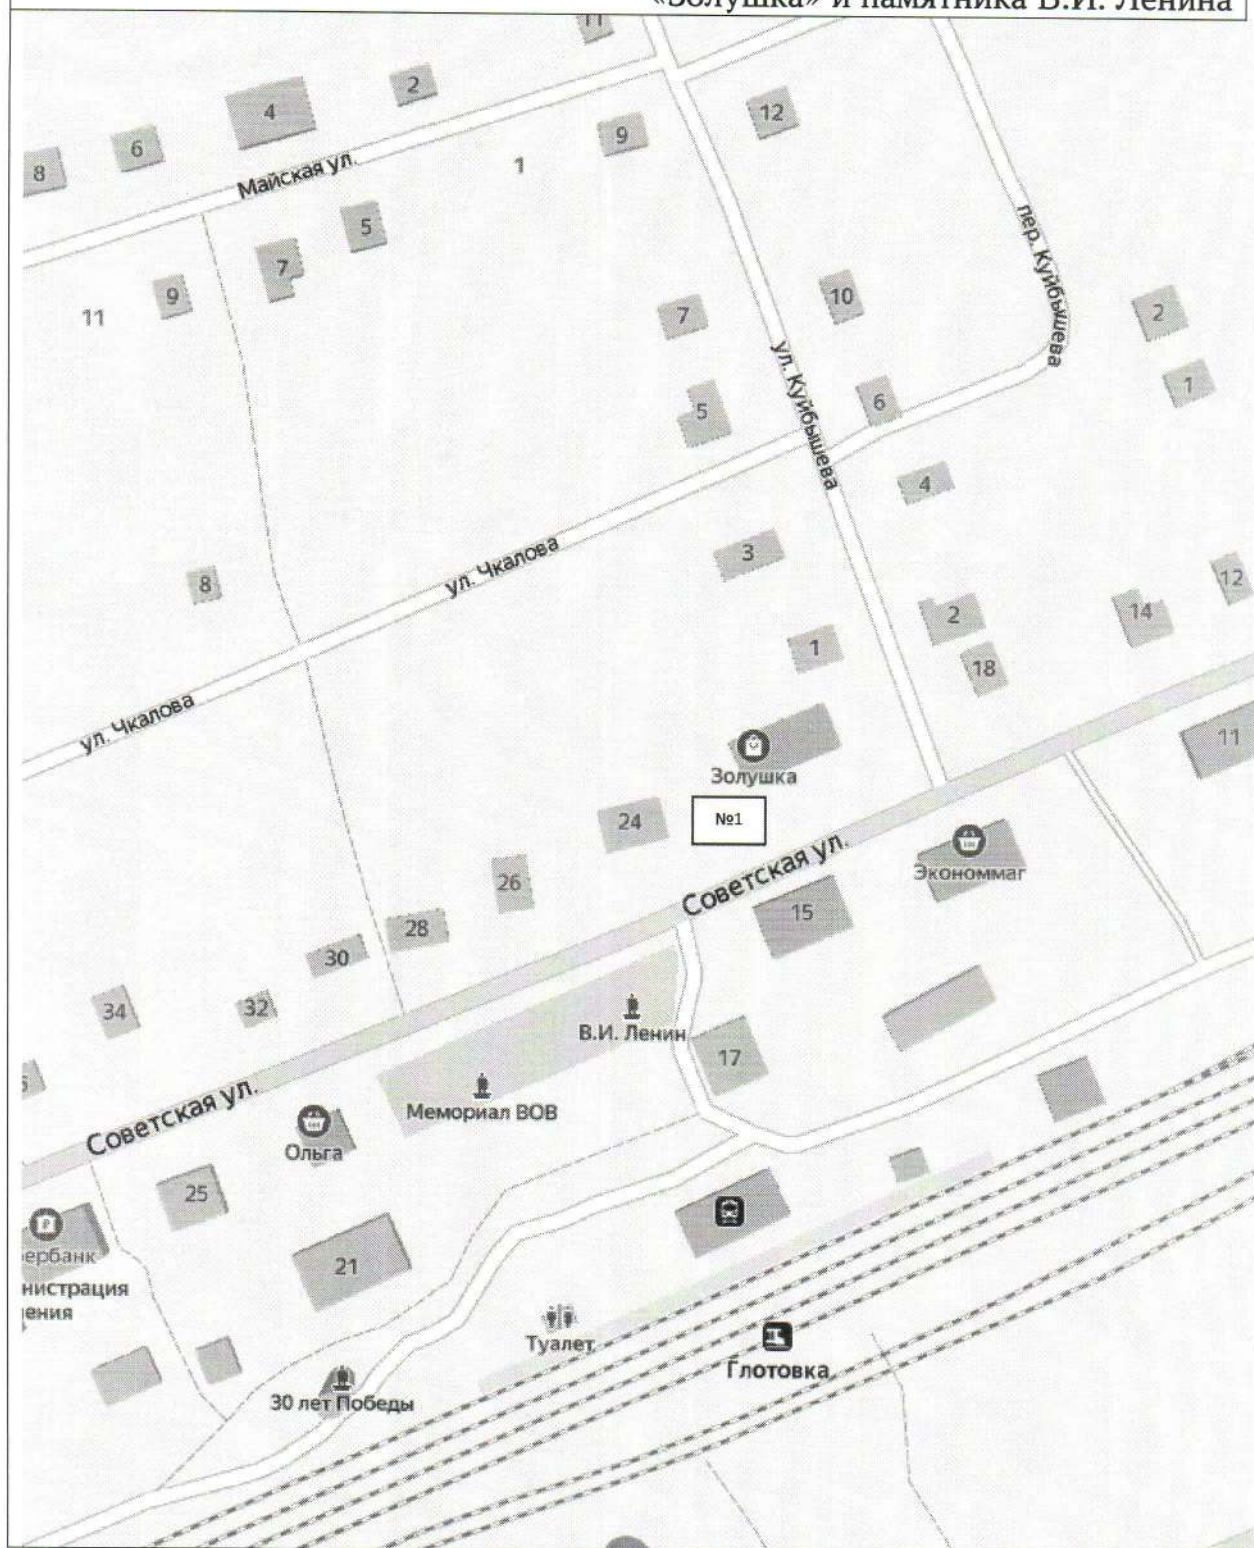 «Золушка» и памятника В.И. Ленина
11
2
4
12
9
6
1
8
Майская ул.
5
пер. Куйбышева
7
9
10
11
7
2
ул. Куйбышева
1
6
5
4
ул. Чкалова
3
8
12
14
2
1
18
ул. Чкалова
11
Золушка
24
№1
Советская ул.
Экономмаг
26
15
28
30
34
32
В.И. Ленин
17
Мемориал ВОВ
Советская ул.
Ольга
25
ербанк
21
нистрация
ения
Туалет
Глотовка
30 лет Победы